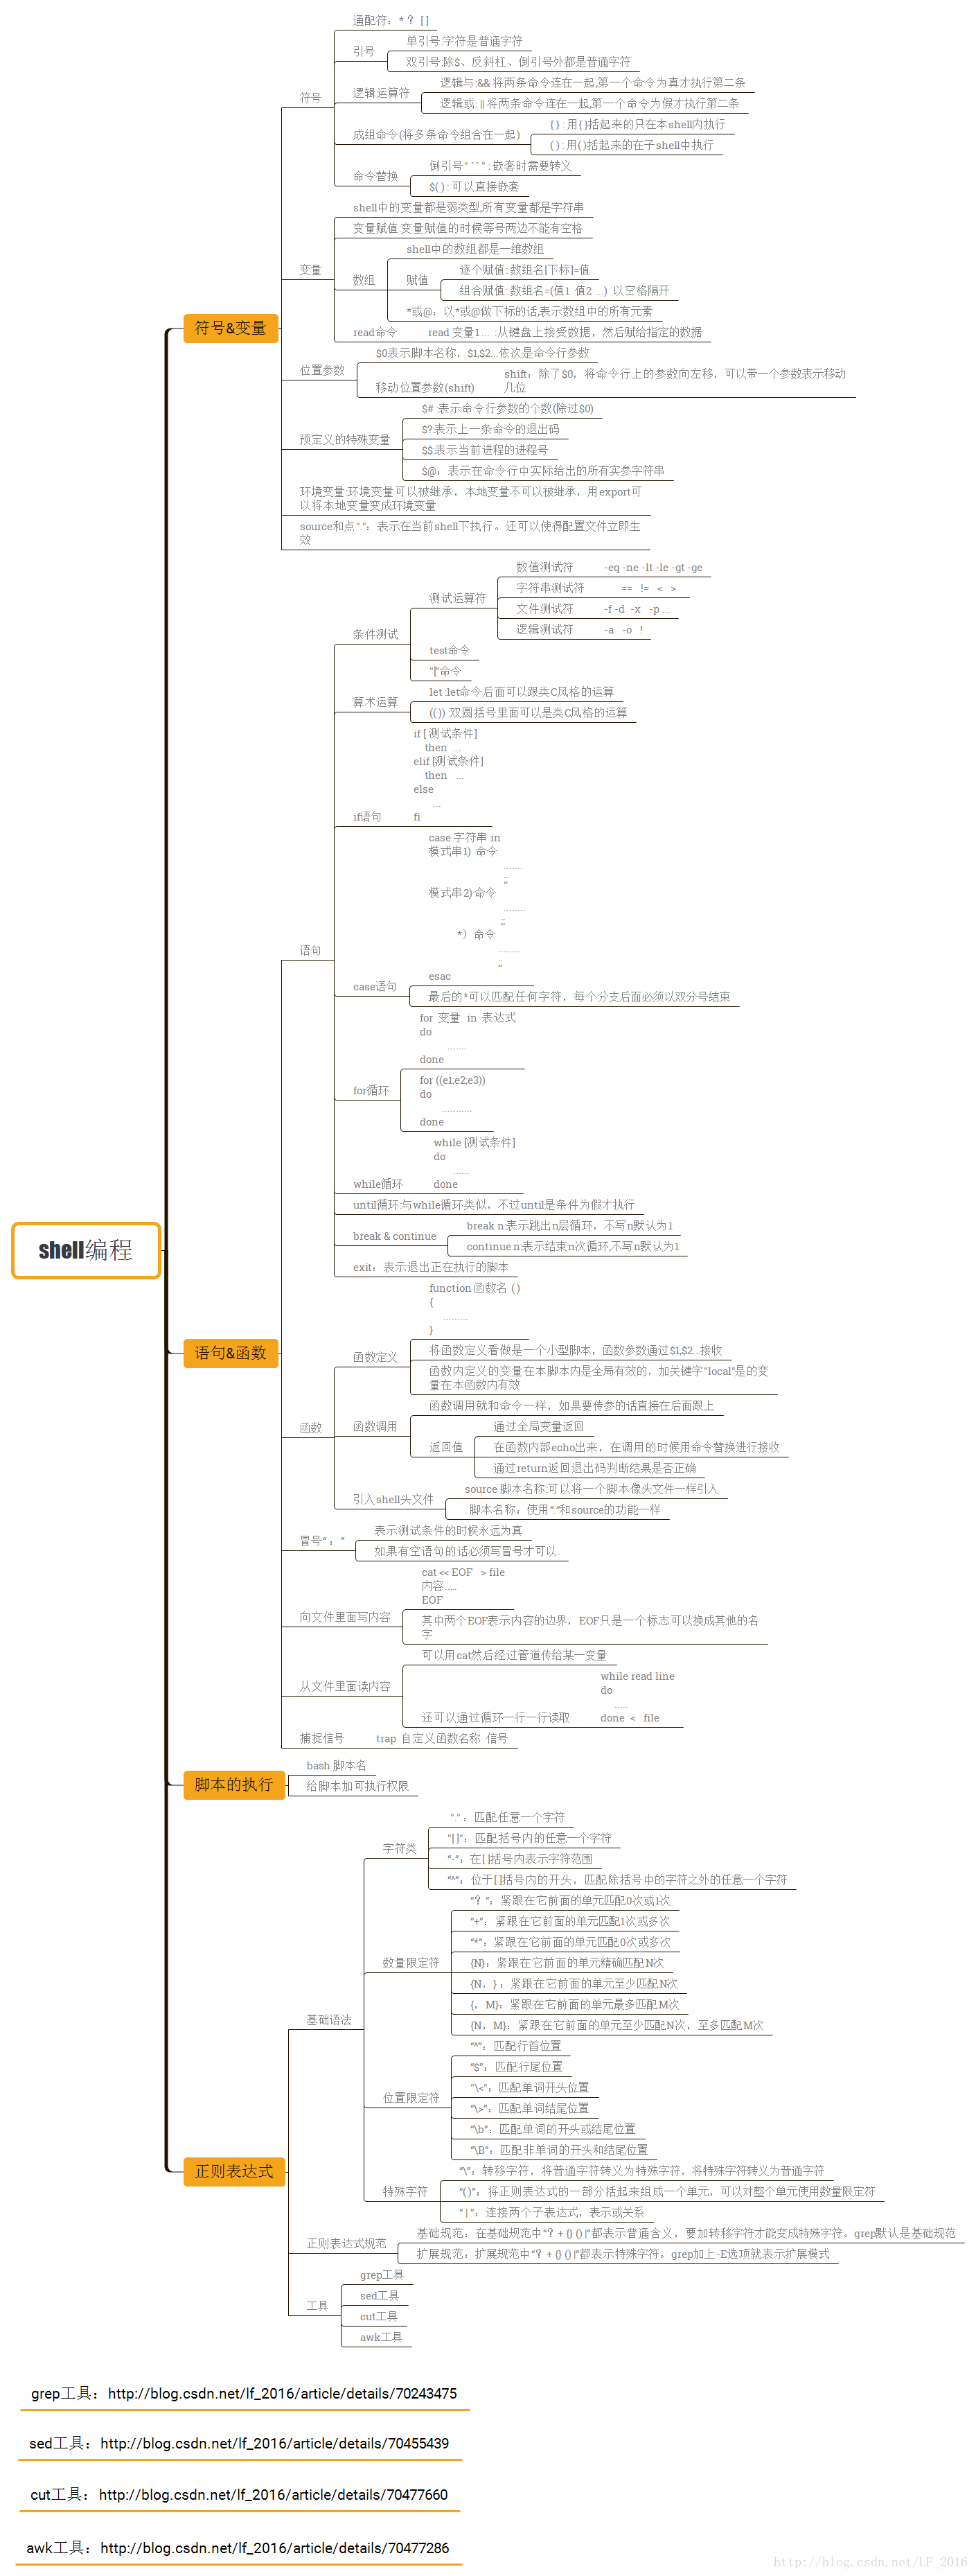 shell编程
符号&变量
符号
通配符：* ? [ ]
引号
单引号:字符是普通字符
双引号:除$、反斜杠、倒引号外都是普通字符
逻辑运算符
逻辑与:&& 将两条命令连在一起,第一个命令为真才执行第二条
逻辑或: || 将两条命令连在一起,第一个命令为假才执行第二条
成组命令(将多条命令组合在一起)
{ } : 用{ }括起来的只在本shell内执行
( ) : 用( )括起来的在子shell中执行
命令替换
倒引号" ` ` " : 嵌套时需要转义
$( ) : 可以直接嵌套
变量
shell中的变量都是弱类型,所有变量都是字符串
变量赋值:变量赋值的时候等号两边不能有空格
数组
shell中的数组都是一维数组
赋值
逐个赋值: 数组名[下标]=值
组合赋值: 数组名=(值1 值2 ...) 以空格隔开
*或@：以*或@做下标的话,表示数组中的所有元素
read命令
read 变量1 ... :从键盘上接受数据，然后赋给指定的数据
位置参数
$0表示脚本名称，$1,$2...依次是命令行参数
移动位置参数(shift)
shift：除了$0，将命令行上的参数向左移，可以带一个参数表示移动
几位
预定义的特殊变量
$# :表示命令行参数的个数(除过$0)
$?:表示上一条命令的退出码
$$:表示当前进程的进程号
$@：表示在命令行中实际给出的所有实参字符串
环境变量:环境变量可以被继承，本地变量不可以被继承，用export可
以将本地变量变成环境变量
source和点"."：表示在当前shell下执行。还可以使得配置文件立即生
效
语句&函数
语句
条件测试
测试运算符
数值测试符 -eq -ne -lt -le -gt -ge
字符串测试符 == != < >
文件测试符 -f -d -x -p ...
逻辑测试符 -a -o !
test命令
"["命令
算术运算
let :let命令后面可以跟类C风格的运算
(( )) :双圆括号里面可以是类C风格的运算
if语句
if [ 测试条件]
then ...
elif [测试条件]
then ...
else
...
fi
case语句
case 字符串 in
模式串1) 命令
.......
;;
模式串2) 命令
........
;;
*）命令
........
;;
esac
最后的*可以匹配任何字符，每个分支后面必须以双分号结束
for循环
for 变量 in 表达式
do
.......
done
for ((e1;e2;e3))
do
...........
done
while循环
while [测试条件]
do
......
done
until循环:与while循环类似，不过until是条件为假才执行
break & continue
break n:表示跳出n层循环，不写n默认为1
continue n:表示结束n次循环,不写n默认为1
exit：表示退出正在执行的脚本
函数
函数定义
function 函数名 ( )
{
.........
}
将函数定义看做是一个小型脚本，函数参数通过$1,$2...接收
函数内定义的变量在本脚本内是全局有效的，加关键字"local"是的变
量在本函数内有效
函数调用
函数调用就和命令一样，如果要传参的话直接在后面跟上
返回值
通过全局变量返回
在函数内部echo出来，在调用的时候用命令替换进行接收
通过return返回退出码判断结果是否正确
引入shell头文件
source 脚本名称:可以将一个脚本像头文件一样引入
. 脚本名称：使用"."和source的功能一样
冒号"："
表示测试条件的时候永远为真
如果有空语句的话必须写冒号才可以.
向文件里面写内容
cat << EOF > file
内容.....
EOF
其中两个EOF表示内容的边界，EOF只是一个标志可以换成其他的名
字
从文件里面读内容
可以用cat然后经过管道传给某一变量
还可以通过循环一行一行读取
while read line
do
.....
done < file
捕捉信号
trap 自定义函数名称 信号
脚本的执行
bash 脚本名
给脚本加可执行权限
正则表达式
基础语法
字符类
"."：匹配任意一个字符
"[ ]"：匹配括号内的任意一个字符
"-"：在[ ]括号内表示字符范围
"^"：位于[ ]括号内的开头，匹配除括号中的字符之外的任意一个字符
数量限定符
"？"：紧跟在它前面的单元匹配0次或1次
"+"：紧跟在它前面的单元匹配1次或多次
"*"：紧跟在它前面的单元匹配0次或多次
{N}：紧跟在它前面的单元精确匹配N次
{N，}：紧跟在它前面的单元至少匹配N次
{，M}：紧跟在它前面的单元最多匹配M次
{N，M}：紧跟在它前面的单元至少匹配N次，至多匹配M次
位置限定符
"^"：匹配行首位置
"$"：匹配行尾位置
"\<"：匹配单词开头位置
"\>"：匹配单词结尾位置
"\b"：匹配单词的开头或结尾位置
"\B"：匹配非单词的开头和结尾位置
特殊字符
"\"：转移字符，将普通字符转义为特殊字符，将特殊字符转义为普通字符
"( )"：将正则表达式的一部分括起来组成一个单元，可以对整个单元使用数量限定符
" | "：连接两个子表达式，表示或关系
正则表达式规范
基础规范：在基础规范中"？+ {} () |"都表示普通含义，要加转移字符才能变成特殊字符。grep默认是基础规范
扩展规范：扩展规范中"？+ {} () |"都表示特殊字符。grep加上-E选项就表示扩展模式
工具
grep工具
sed工具
cut工具
awk工具
grep工具：http://blog.csdn.net/lf_2016/article/details/70243475
sed工具：http://blog.csdn.net/lf_2016/article/details/70455439
cut工具：http://blog.csdn.net/lf_2016/article/details/70477660
awk工具：http://blog.csdn.net/lf_2016/article/details/70477286
http://blog.csdn.net/LF_2016